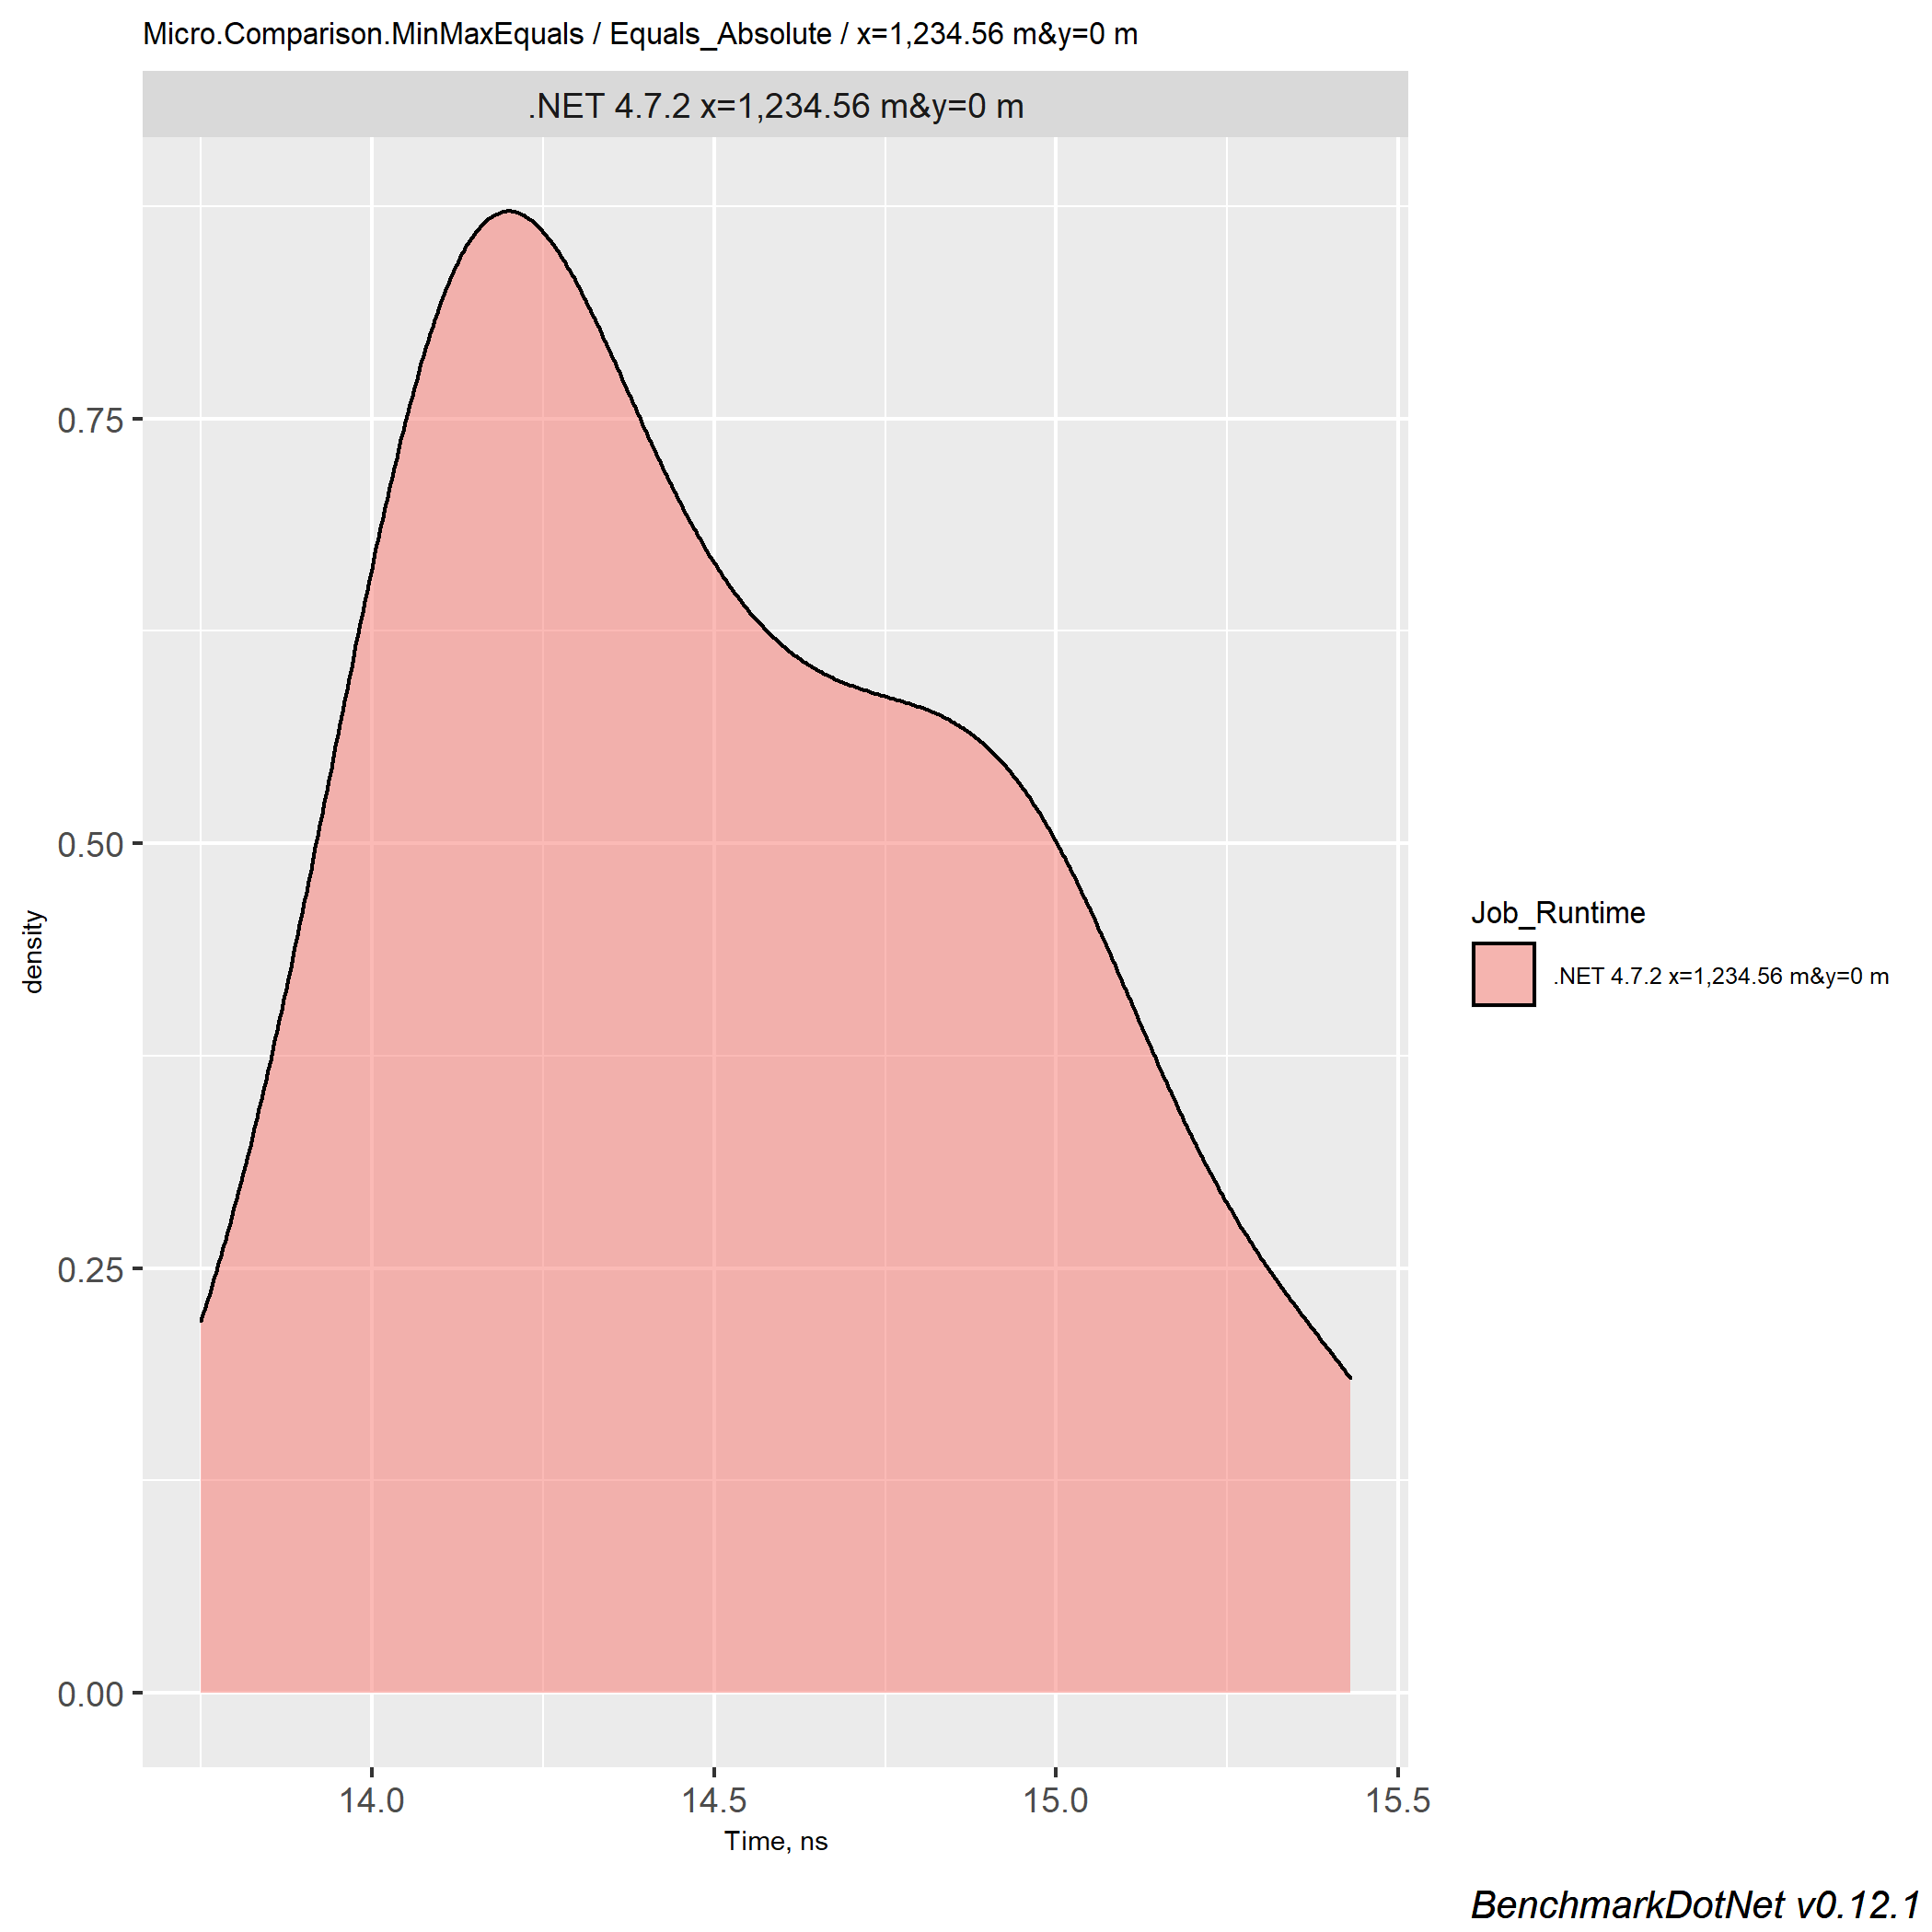 Micro.Comparison.MinMaxEquals / Equals_Absolute / x=1,234.56 m&y=0 m
.NET 4.7.2 x=1,234.56 m&y=0 m
0.75
0.50
0.25
0.00
density
14.0 14.5 15.0 15.5
Time, ns
Job_Runtime
.NET 4.7.2 x=1,234.56 m&y=0 m
BenchmarkDotNet v0.12.1